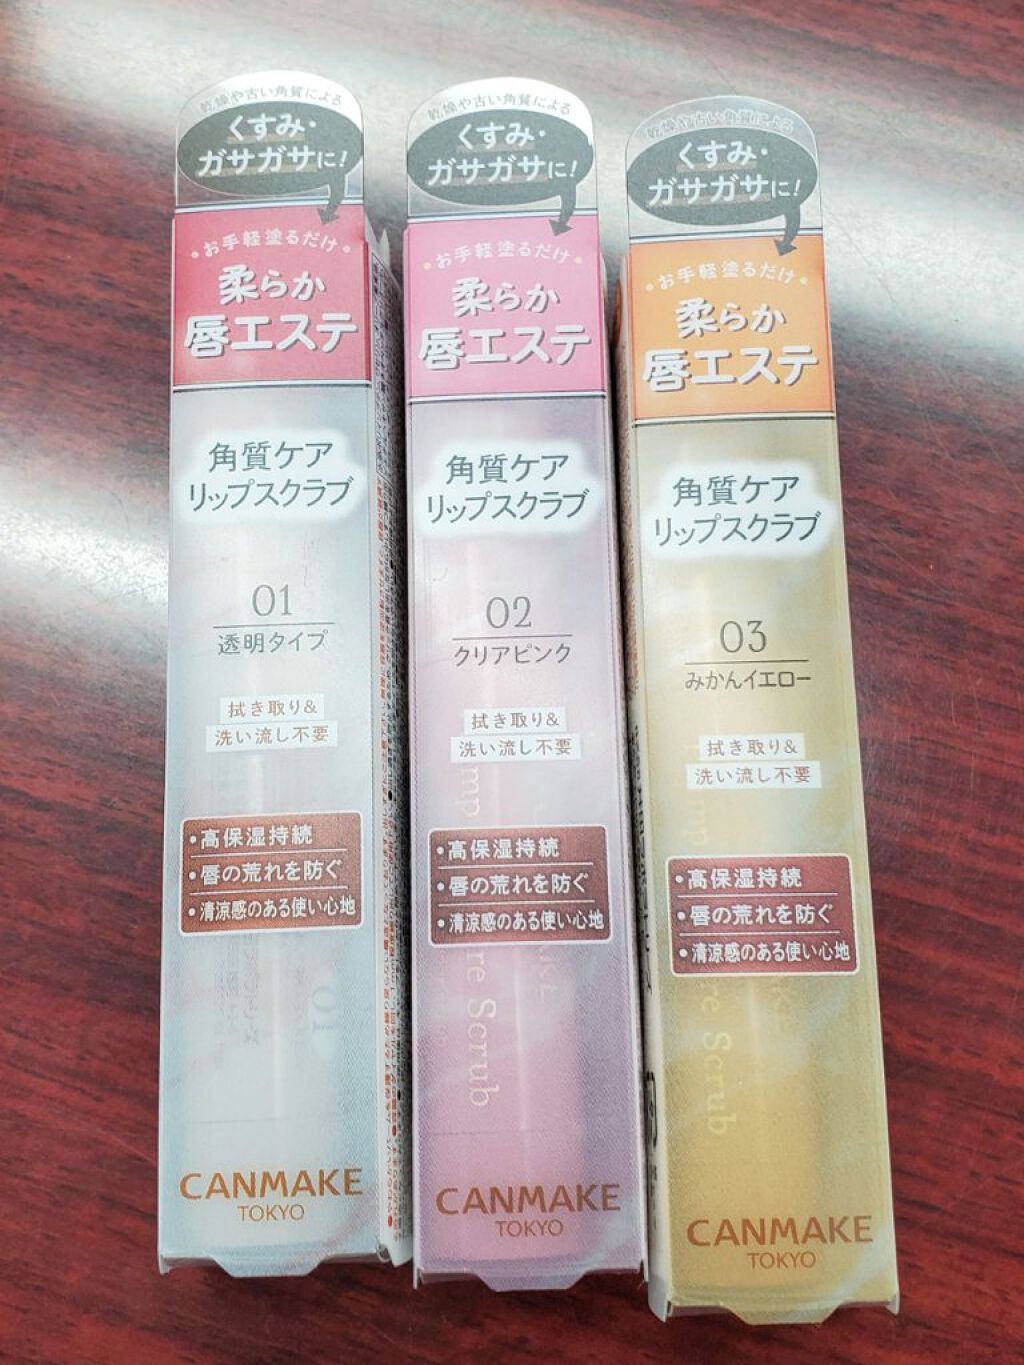 乾燥や古い角質による
くすみ・
ガサガサに!
・お手軽塗るだけ・
柔らか
唇エステ
角質ケア
リップスクラブ
01
透明タイプ
拭き取り&
洗い流し不要
・高保湿持続
・唇の荒れを防ぐ
・清涼感のある使い心地
CANMAKE
TOKYO
乾燥や古い角質による
くすみ・
ガサガサに!
・お手軽塗るだけ・
柔らか
唇エステ
角質ケア
リップスクラブ
02
クリアピンク
拭き取り&
洗い流し不要
・高保湿持続
・唇の荒れを防ぐ
・清涼感のある使い心地
re Scrub
CANMAKE
TOKYO
乾燥や古い角質による
くすみ・
ガサガサに!
・お手軽塗るだけ・
柔らか
唇エステ
角質ケア
リップスクラブ
03
みかんイエロー
拭き取り&
洗い流し不要
・高保湿持続
・唇の荒れを防ぐ
・清涼感のある使い心地
re Scrub
CANMAKE
TOKYO